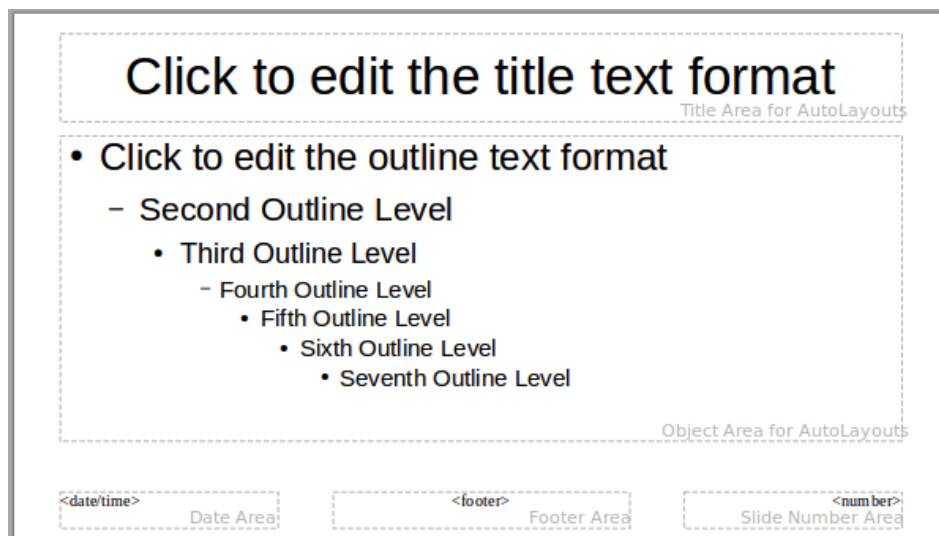 Click to edit the title text format
Title Area for AutoLayouts
• Click to edit the outline text format
– Second Outline Level
• Third Outline Level
– Fourth Outline Level
• Fifth Outline Level
• Sixth Outline Level
• Seventh Outline Level
Object Area for AutoLayouts
<date/time> <footer> <number>
Date Area Footer Area Slide Number Area